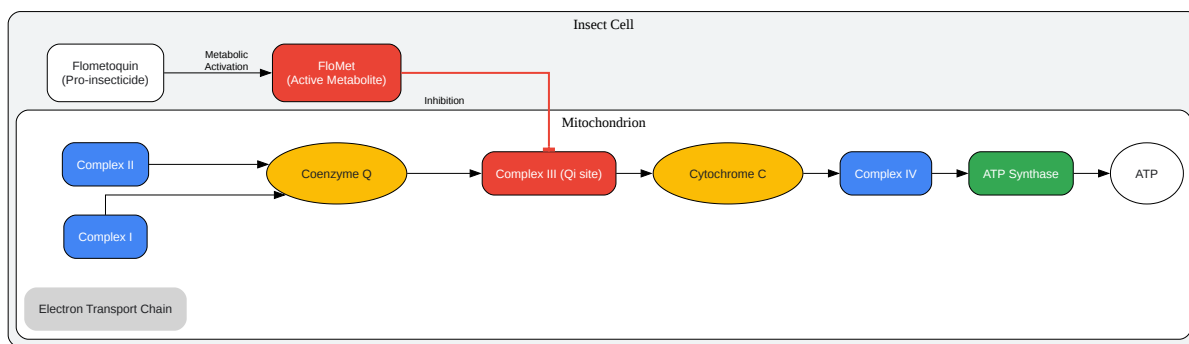 Insect Cell
Flometoquin
(Pro-insecticide)
Metabolic
Activation
FloMet
(Active Metabolite)
Inhibition
Mitochondrion
Complex II
Coenzyme Q
Complex III (Qi site)
Cytochrome C
Complex IV
ATP Synthase
ATP
Complex I
Electron Transport Chain